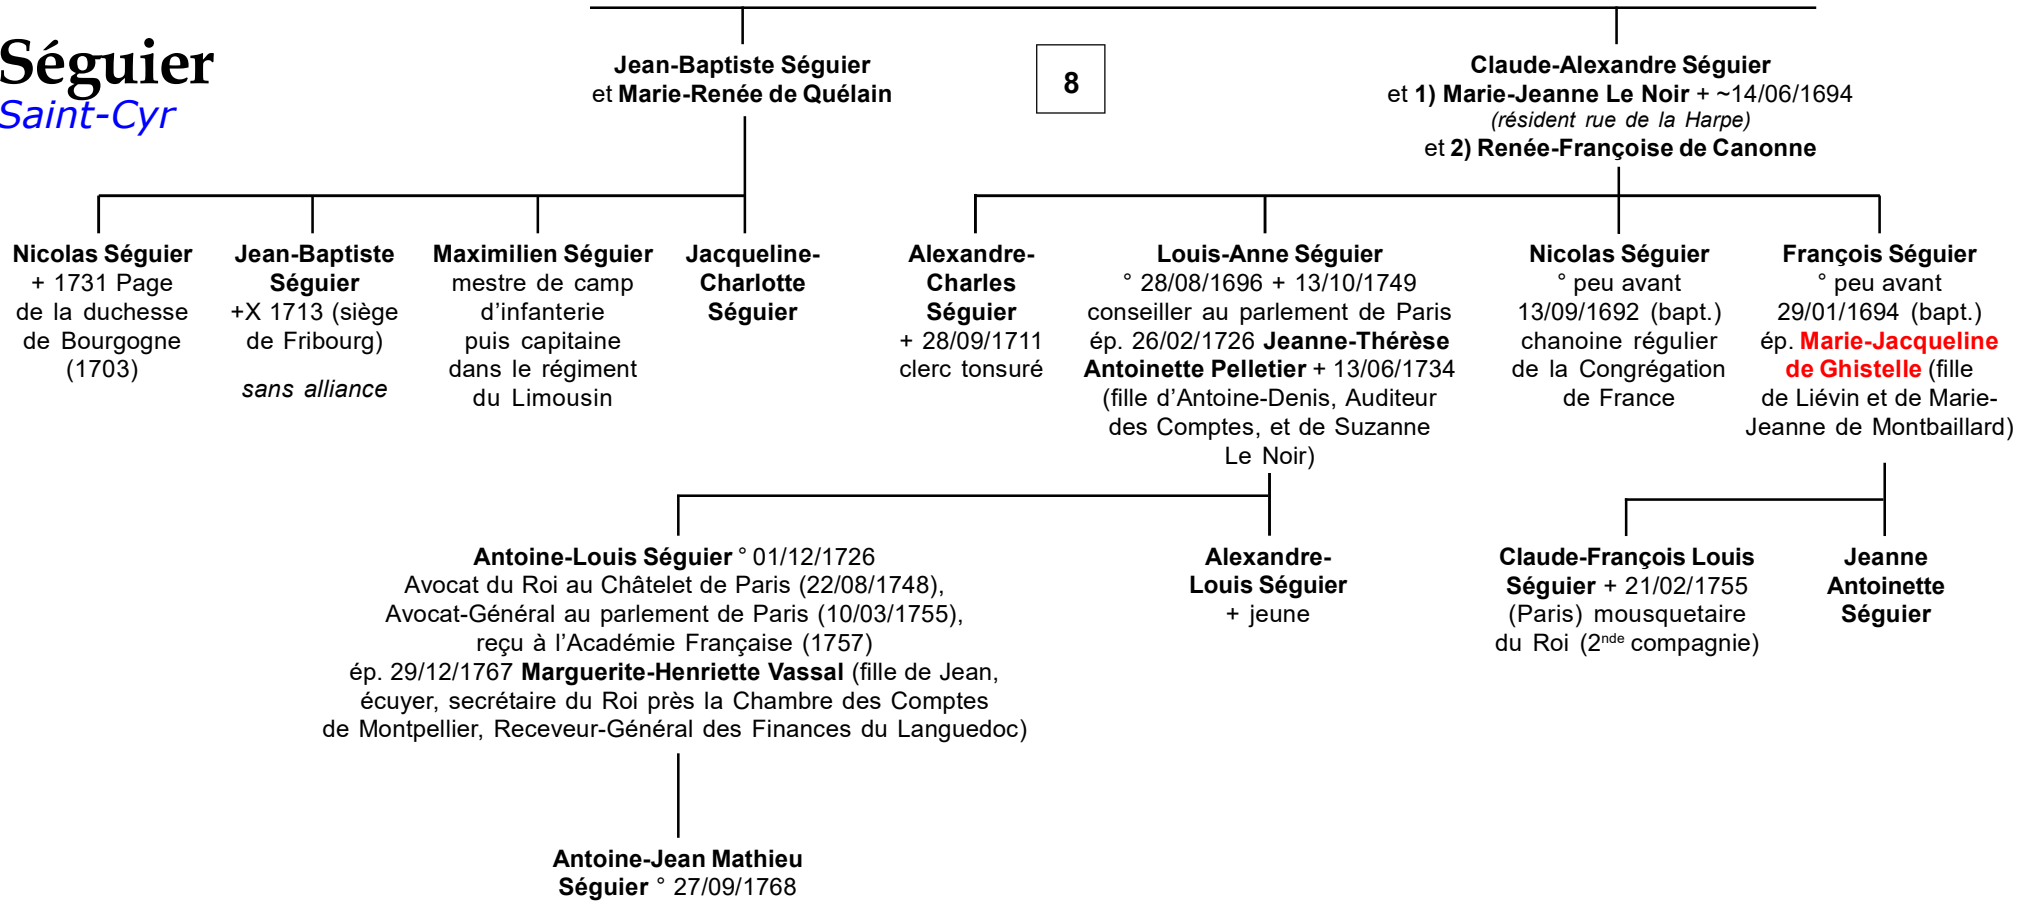 Séguier
Saint-Cyr
Jean-Baptiste Séguier
et Marie-Renée de Quélain
8
Claude-Alexandre Séguier
et 1) Marie-Jeanne Le Noir + ~14/06/1694
(résident rue de la Harpe)
et 2) Renée-Françoise de Canonne
Nicolas Séguier
+ 1731 Page
de la duchesse
de Bourgogne
(1703)
Jean-Baptiste
Séguier
+X 1713 (siège
de Fribourg)
sans alliance
Maximilien Séguier
mestre de camp
d'infanterie
puis capitaine
dans le régiment
du Limousin
Jacqueline-
Charlotte
Séguier
Alexandre-
Charles
Séguier
+ 28/09/1711
clerc tonsuré
Louis-Anne Séguier
° 28/08/1696 + 13/10/1749
conseiller au parlement de Paris
ép. 26/02/1726 Jeanne-Thérèse
Antoinette Pelletier + 13/06/1734
(fille d'Antoine-Denis, Auditeur
des Comptes, et de Suzanne
Le Noir)
Nicolas Séguier
° peu avant
13/09/1692 (bapt.)
chanoine régulier
de la Congrégation
de France
François Séguier
° peu avant
29/01/1694 (bapt.)
ép. Marie-Jacqueline
de Ghistelle (fille
de Liévin et de Marie-
Jeanne de Montbaillard)
Antoine-Louis Séguier ° 01/12/1726
Avocat du Roi au Châtelet de Paris (22/08/1748),
Avocat-Général au parlement de Paris (10/03/1755),
reçu à l'Académie Française (1757)
ép. 29/12/1767 Marguerite-Henriette Vassal (fille de Jean,
écuyer, secrétaire du Roi près la Chambre des Comptes
de Montpellier, Receveur-Général des Finances du Languedoc)
Alexandre-
Louis Séguier
+ jeune
Claude-François Louis
Séguier + 21/02/1755
(Paris) mousquetaire
du Roi (2nde compagnie)
Jeanne
Antoinette
Séguier
Antoine-Jean Mathieu
Séguier ° 27/09/1768